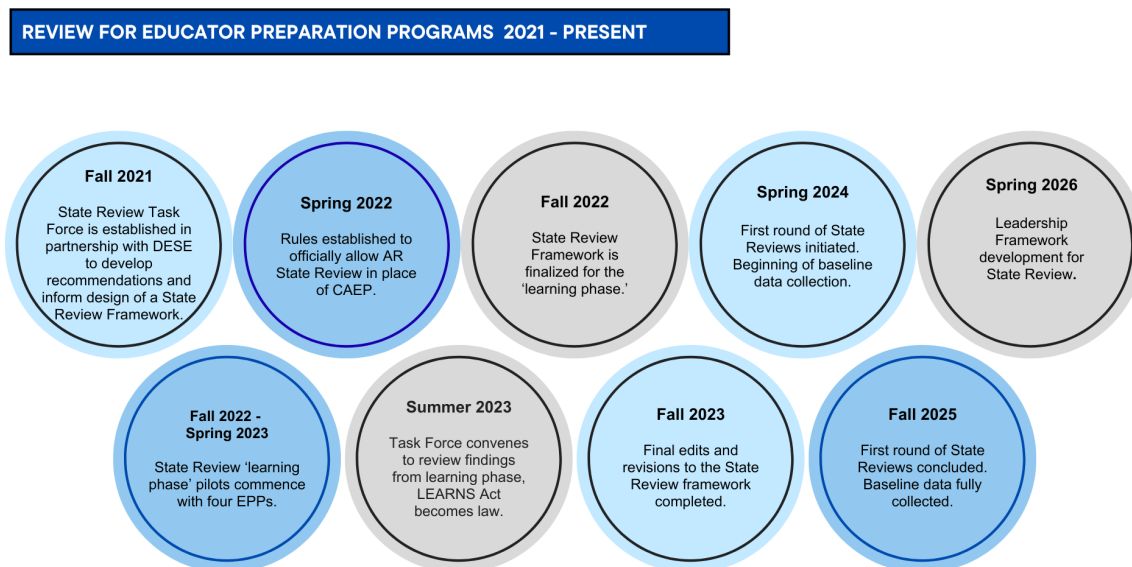 REVIEW FOR EDUCATOR PREPARATION PROGRAMS 2021 - PRESENT
Fall 2021
State Review Task
Force is established in
partnership with DESE
to develop
recommendations and
inform design of a State
Review Framework.
Spring 2022
Rules established to
officially allow AR
State Review in place
of CAEP.
Fall 2022
State Review
Framework is
finalized for the
‘learning phase.’
Spring 2024
First round of State
Reviews initiated.
Beginning of baseline
data collection.
Spring 2026
Leadership
Framework
development for
State Review.
Fall 2022 -
Spring 2023
State Review ‘learning
phase’ pilots commence
with four EPPs.
Summer 2023
Task Force convenes
to review findings
from learning phase,
LEARNS Act
becomes law.
Fall 2023
Final edits and
revisions to the State
Review framework
completed.
Fall 2025
First round of State
Reviews concluded.
Baseline data fully
collected.